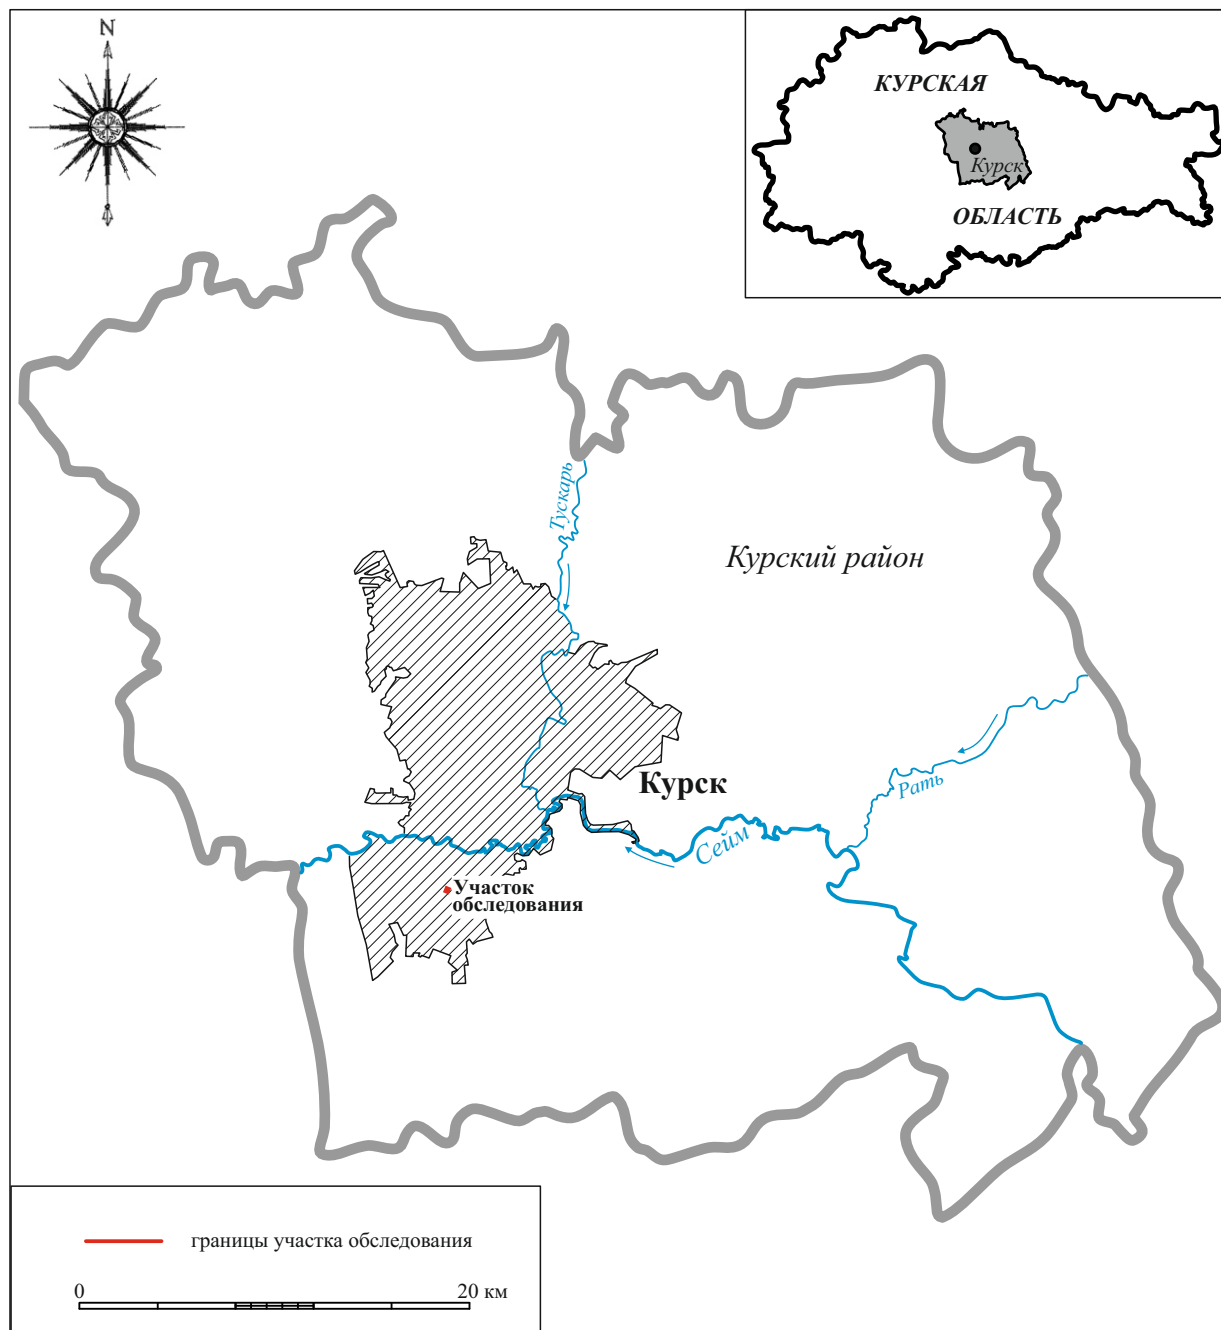 N
КУРСКАЯ
Курск
ОБЛАСТЬ
Тускарь
Курский район
Курск
Рать
Сейм
Участок
обследования
границы участка обследования
0
20 км